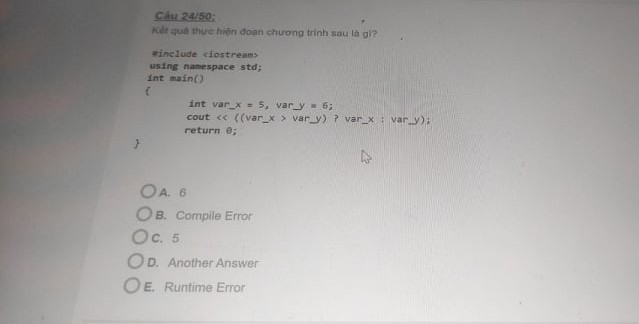 Câu 24/50:
Kết quả thực hiện đoạn chương trình sau là gì?
#include <iostream>
using namespace std;
int main()
{
int var_x = 5, var_y = 6;
cout << ((var_x > var_y) ? var_x : var_y);
return 0;
}
A. 6
B. Compile Error
C. 5
D. Another Answer
E. Runtime Error